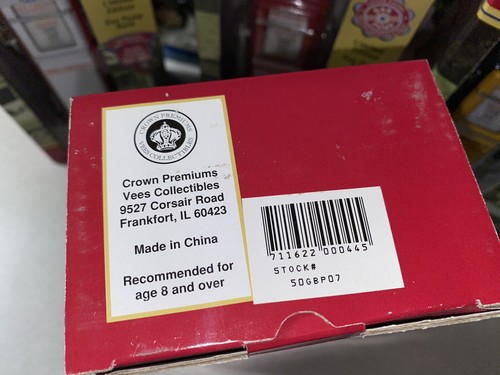 CROWN PREMIUMS
VEES COLLECTIBLES
Crown Premiums
Vees Collectibles
9527 Corsair Road
Frankfort, IL 60423
Made in China
Recommended for
age 8 and over
711622 000445
STOCK#
50GBP07